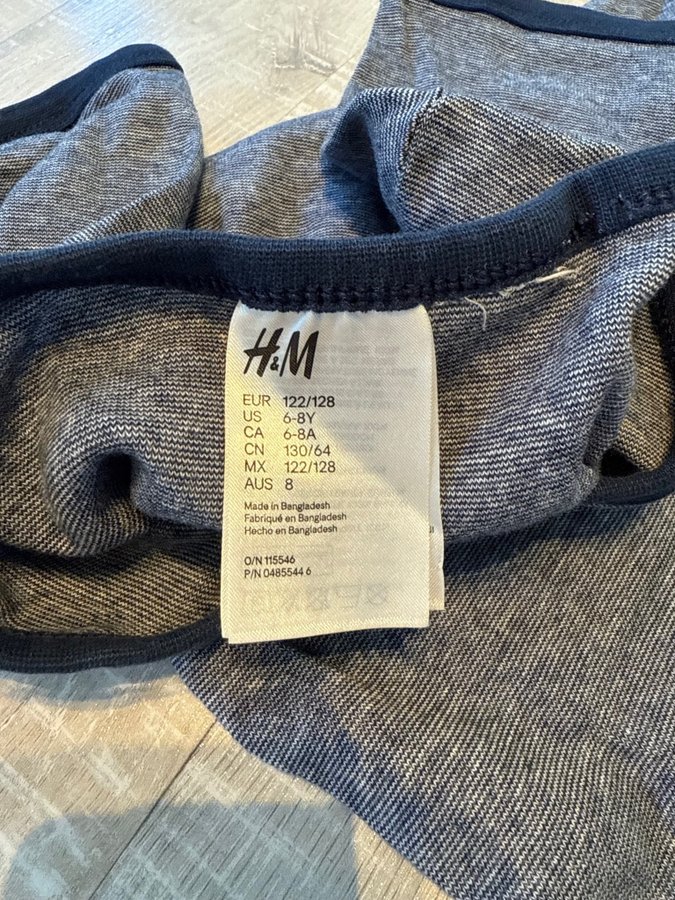 H&M
EUR 122/128
US 6-8Y
CA 6-8A
CN 130/64
MX 122/128
AUS 8
Made in Bangladesh
Fabriqué en Bangladesh
Hecho en Bangladesh
O/N 115546
P/N 0485544 6